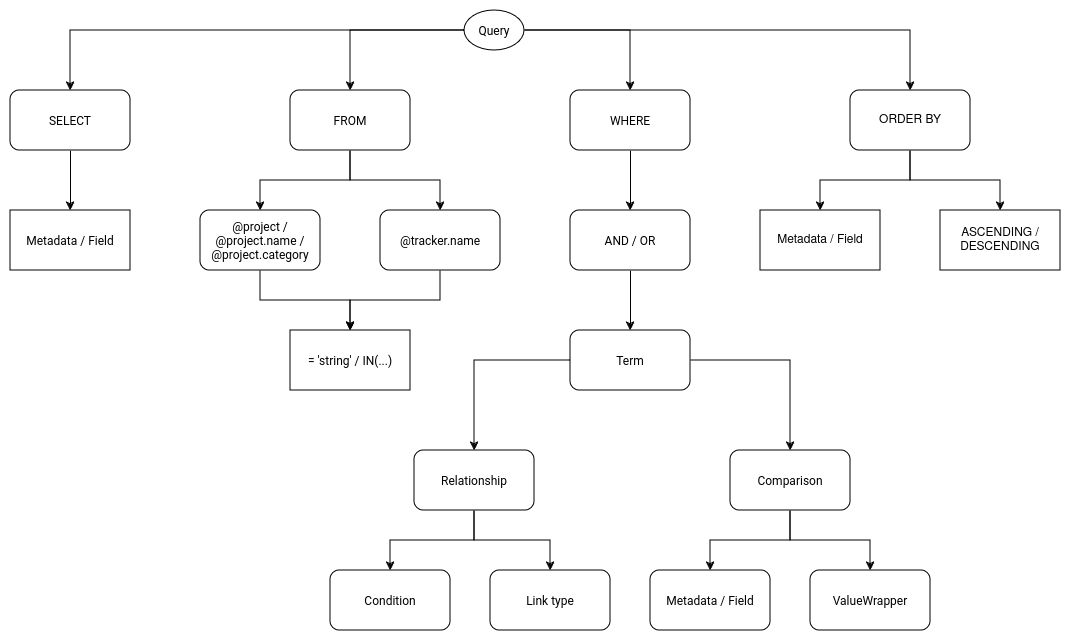 Query
SELECT
FROM
WHERE
ORDER BY
Metadata / Field
@project /
@project.name /
@project.category
@tracker.name
AND / OR
Metadata / Field
ASCENDING /
DESCENDING
= 'string' / IN(...)
Term
Relationship
Comparison
Condition
Link type
Metadata / Field
ValueWrapper